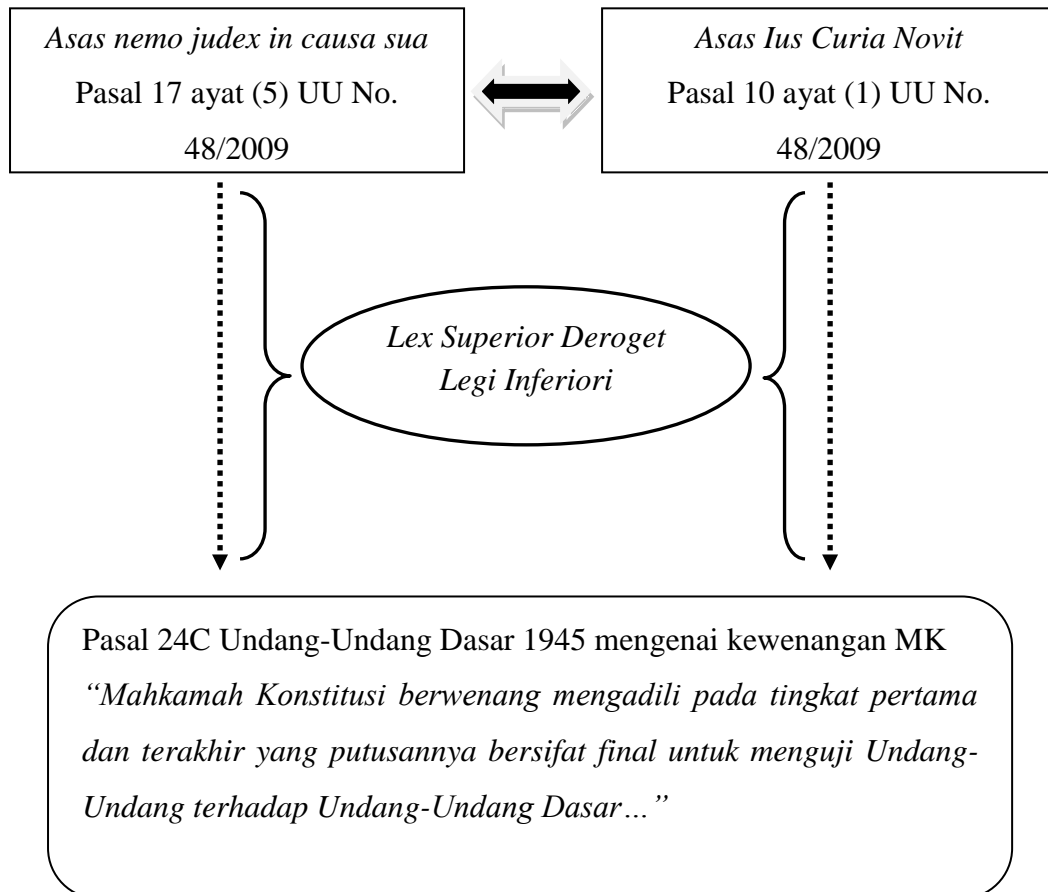 Asas nemo judex in causa sua
Pasal 17 ayat (5) UU No.
48/2009
Asas Ius Curia Novit
Pasal 10 ayat (1) UU No.
48/2009
Lex Superior Deroget
Legi Inferiori
Pasal 24C Undang-Undang Dasar 1945 mengenai kewenangan MK
“Mahkamah Konstitusi berwenang mengadili pada tingkat pertama
dan terakhir yang putusannya bersifat final untuk menguji Undang-
Undang terhadap Undang-Undang Dasar…”